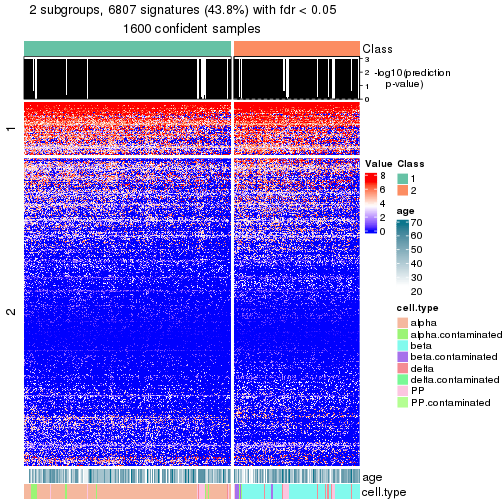 2 subgroups, 6807 signatures (43.8%) with fdr < 0.05
1600 confident samples
Class
3
2
1
0
-log10(prediction
p-value)
1
2
Value
8
6
4
2
0
Class
1
2
age
70
60
50
40
30
20
cell.type
alpha
alpha.contaminated
beta
beta.contaminated
delta
delta.contaminated
PP
PP.contaminated
age
cell.type